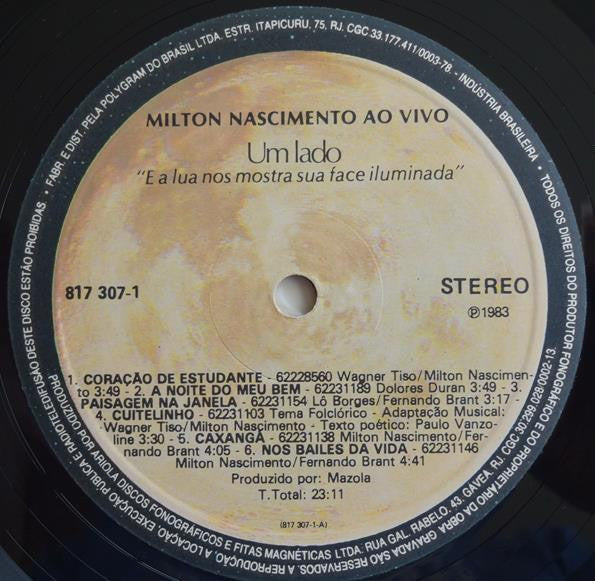 MILTON NASCIMENTO AO VIVO
Um lado
"E a lua nos mostra sua face iluminada"
817 307-1
STEREO
℗1983
1. CORAÇÃO DE ESTUDANTE - 62228560 Wagner Tiso/Milton Nascimen-
to 3:49 - 2. A NOITE DO MEU BEM - 62231189 Dolores Duran 3:49 - 3.
PAISAGEM NA JANELA - 62231154 Lô Borges/Fernando Brant 3:17 -
4. CUITELINHO - 62231103 Tema Folclórico - Adaptação Musical:
Wagner Tiso/Milton Nascimento - Texto poético: Paulo Vanzo-
line 3:30 - 5. CAXANGÁ - 62231138 Milton Nascimento/Fer-
nando Brant 4:05 - 6. NOS BAILES DA VIDA - 62231146
Milton Nascimento/Fernando Brant 4:41
Produzido por: Mazola
T.Total: 23:11
(817 307-1-A)
• FABR. E DIST. PELA POLYGRAM DO BRASIL LTDA. ESTR. ITAPICURU, 75, RJ. CGC 33.177.411/0003-78 - INDÚSTRIA BRASILEIRA • TODOS OS DIREITOS DO PRODUTOR FONOGRÁFICO E DO PROPRIETÁRIO DA OBRA GRAVADA SÃO RESERVADOS. A REPRODUÇÃO, A LOCAÇÃO, EXECUÇÃO PÚBLICA E RADIOTELEDIFUSÃO DESTE DISCO ESTÃO PROIBIDAS
PRODUZIDO POR ARIOLA DISCOS FONOGRÁFICOS E FITAS MAGNÉTICAS LTDA. RUA GAL. RABELO, 43, GÁVEA, RJ, CGC 30.299.028.0002-13.